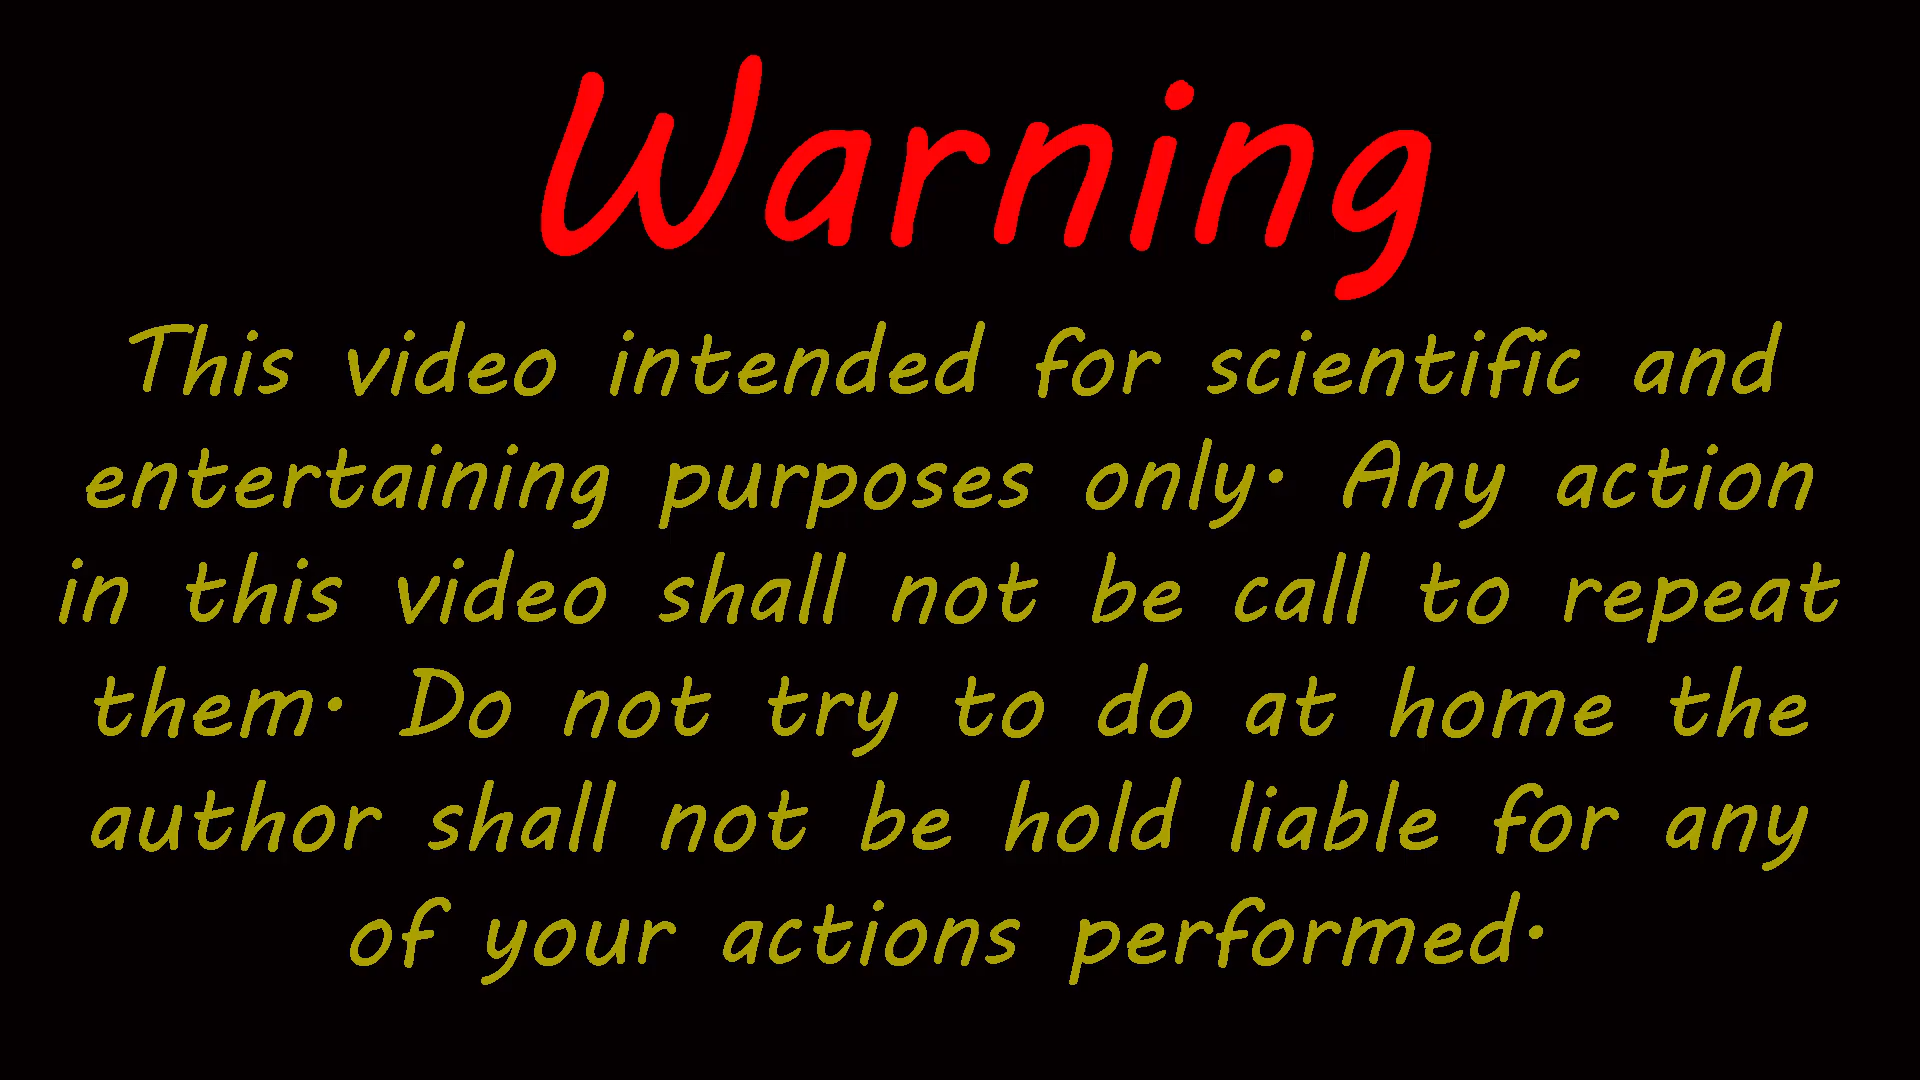 Warning
This video intended for scientific and
entertaining purposes only. Any action
in this video shall not be call to repeat
them. Do not try to do at home the
author shall not be hold liable for any
of your actions performed.